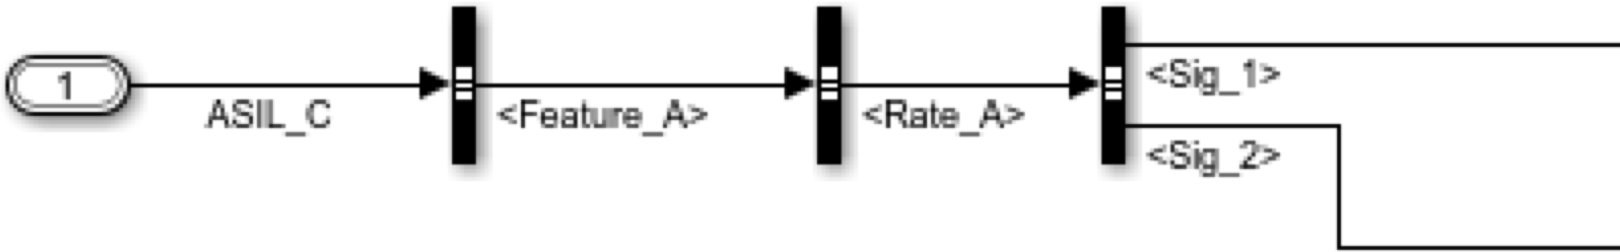 1
ASIL_C
<Feature_A>
<Rate_A>
<Sig_1>
<Sig_2>